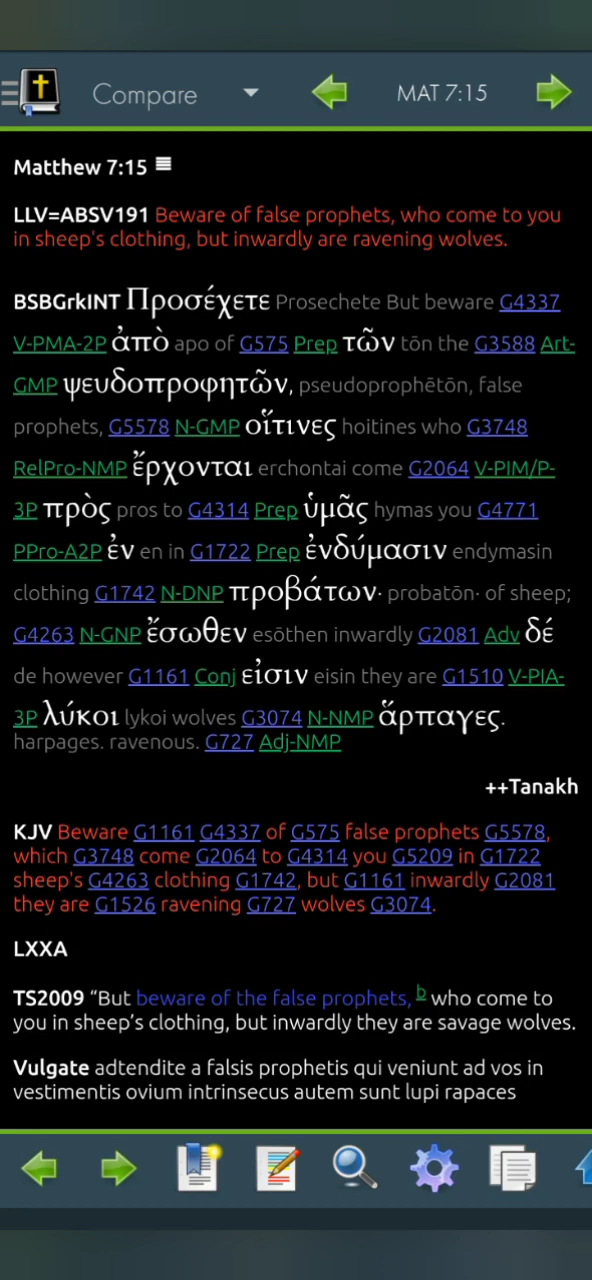 Compare
MAT 7:15
Matthew 7:15
LLV=ABSV191 Beware of false prophets, who come to you
in sheep's clothing, but inwardly are ravening wolves.
BSBGrkINT Προσέχετε Prosechete But beware G4337
V-PMA-2P ἀπὸ apo of G575 Prep τῶν tōn the G3588 Art-
GMP ψευδοπροφητῶν, pseudoprophētōn, false
prophets, G5578 N-GMP οἵτινες hoitines who G3748
RelPro-NMP ἔρχονται erchontai come G2064 V-PIM/P-
3P πρὸς pros to G4314 Prep ὑμᾶς hymas you G4771
PPro-A2P ἐν en in G1722 Prep ἐνδύμασιν endymasin
clothing G1742 N-DNP προβάτων· probatōn· of sheep;
G4263 N-GNP ἔσωθεν esōthen inwardly G2081 Adv δέ
de however G1161 Conj εἰσιν eisin they are G1510 V-PIA-
3P λύκοι lykoi wolves G3074 N-NMP ἅρπαγες.
harpages. ravenous. G727 Adj-NMP
++Tanakh
KJV Beware G1161 G4337 of G575 false prophets G5578,
which G3748 come G2064 to G4314 you G5209 in G1722
sheep's G4263 clothing G1742, but G1161 inwardly G2081
they are G1526 ravening G727 wolves G3074.
LXXA
TS2009 “But beware of the false prophets, b who come to
you in sheep’s clothing, but inwardly they are savage wolves.
Vulgate adtendite a falsis prophetis qui veniunt ad vos in
vestimentis ovium intrinsecus autem sunt lupi rapaces